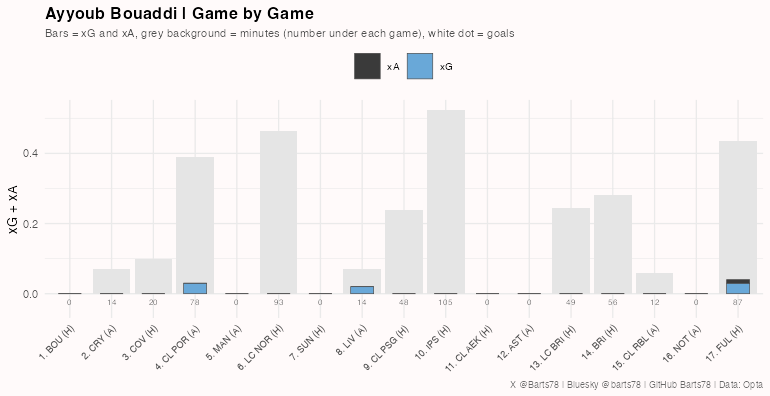 Ayyoub Bouaddi | Game by Game
Bars = xG and xA, grey background = minutes (number under each game), white dot = goals
xA xG
xG + xA
0.4
0.2
0.0
0 14 20 78 0 93 0 14 48 105 0 0 49 56 12 0 87
1. BOU (H)
2. CRY (A)
3. COV (H)
4. CL POR (A)
5. MAN (A)
6. LC NOR (H)
7. SUN (H)
8. LIV (A)
9. CL PSG (H)
10. IPS (H)
11. CL AEK (H)
12. AST (A)
13. LC BRI (H)
14. BRI (H)
15. CL RBL (A)
16. NOT (A)
17. FUL (H)
X @Barts78 | Bluesky @barts78 | GitHub Barts78 | Data: Opta